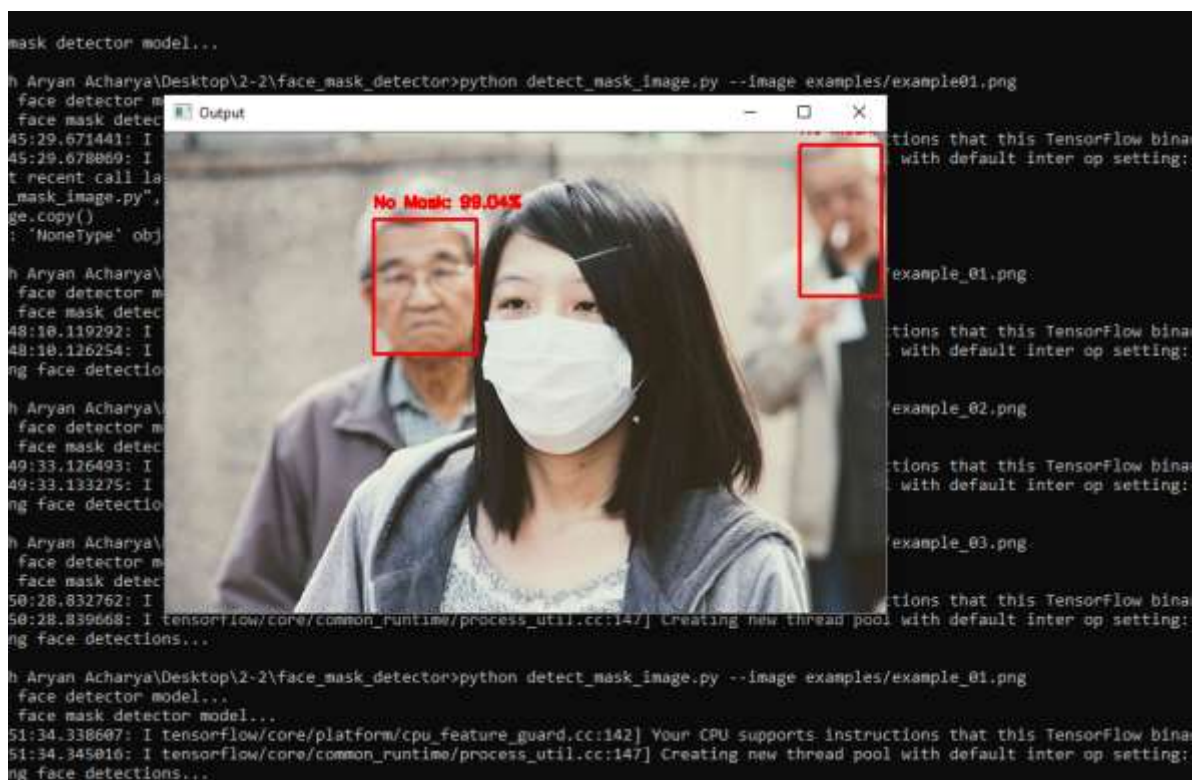 mask detector model...
h Aryan Acharya\Desktop\2-2\face_mask_detector>python detect_mask_image.py --image examples/example01.png
face detector m
face mask detec
Output
45:29.671441: I
ctions that this TensorFlow binar
45:29.678069: I
with default inter op setting:
t recent call la
_mask_image.py",
ge.copy()
: 'NoneType' obj
No Mask: 99.04%
h Aryan Acharya\
example_01.png
face detector m
face mask detec
48:10.119292: I
ctions that this TensorFlow binar
48:10.126254: I
with default inter op setting:
ng face detectio
h Aryan Acharya\
example_02.png
face detector m
face mask detec
49:33.126493: I
ctions that this TensorFlow binar
49:33.133275: I
with default inter op setting:
ng face detectio
h Aryan Acharya\
example_03.png
face detector m
face mask detec
50:28.832762: I
ctions that this TensorFlow binar
50:28.839668: I tensorflow/core/common_runtime/process_util.cc:147] Creating new thread pool with default inter op setting:
ng face detections...
h Aryan Acharya\Desktop\2-2\face_mask_detector>python detect_mask_image.py --image examples/example_01.png
face detector model...
face mask detector model...
51:34.338607: I tensorflow/core/platform/cpu_feature_guard.cc:142] Your CPU supports instructions that this TensorFlow binar
51:34.345016: I tensorflow/core/common_runtime/process_util.cc:147] Creating new thread pool with default inter op setting:
ng face detections...